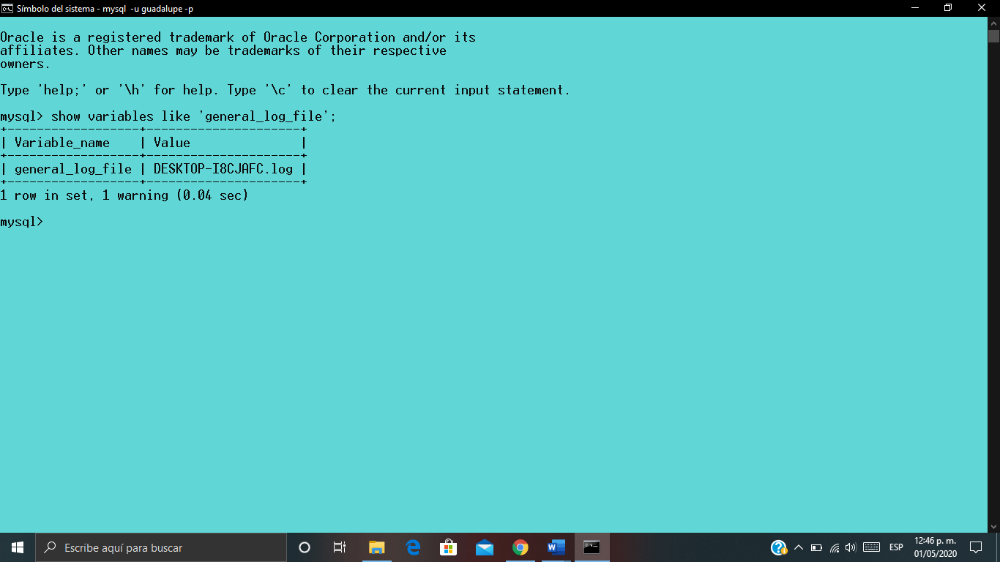 Símbolo del sistema - mysql -u guadalupe -p
Oracle is a registered trademark of Oracle Corporation and/or its
affiliates. Other names may be trademarks of their respective
owners.
Type 'help;' or '\h' for help. Type '\c' to clear the current input statement.
mysql> show variables like 'general_log_file';
+------------------+---------------------+
| Variable_name    | Value               |
+------------------+---------------------+
| general_log_file | DESKTOP-I8CJAFC.log |
+------------------+---------------------+
1 row in set, 1 warning (0.04 sec)
mysql>
Escribe aquí para buscar
ESP
12:46 p. m.
01/05/2020